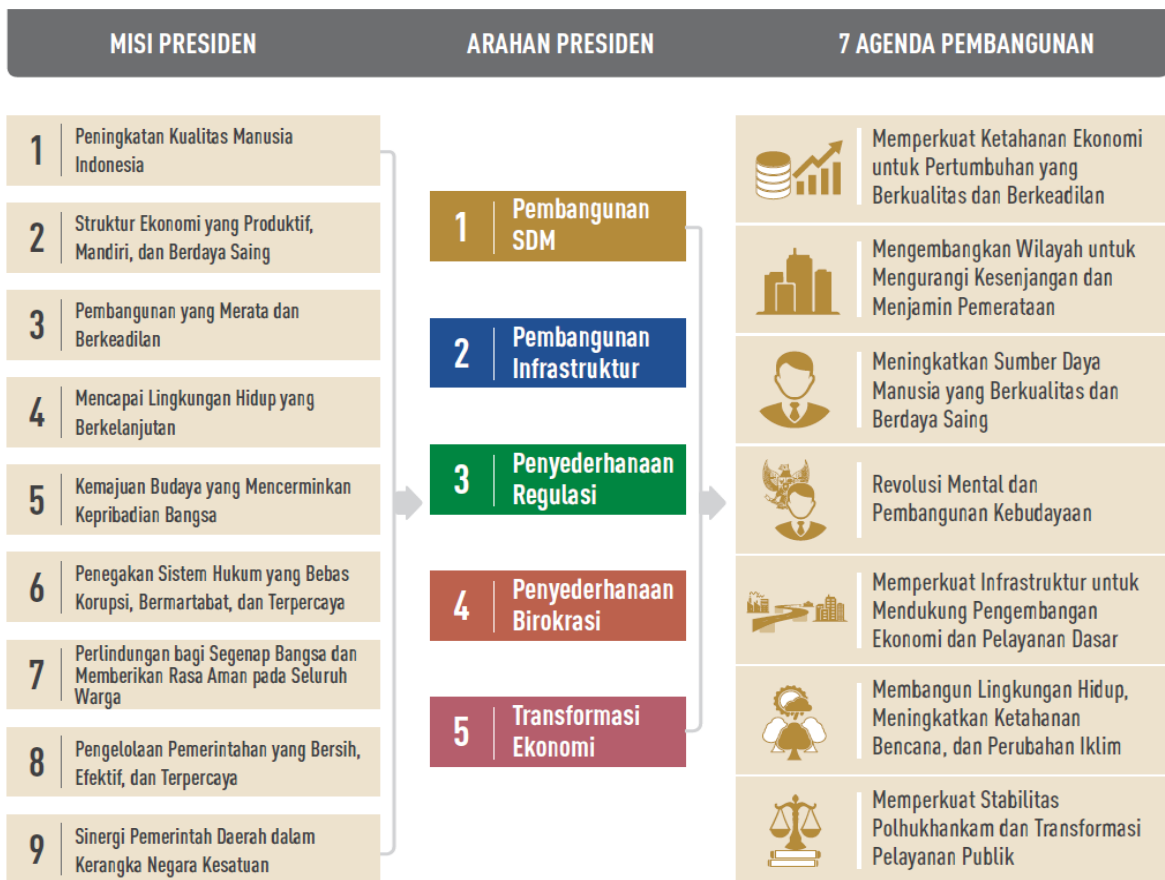 MISI PRESIDEN
ARAHAN PRESIDEN
7 AGENDA PEMBANGUNAN
1
Peningkatan Kualitas Manusia
Indonesia
2
Struktur Ekonomi yang Produktif,
Mandiri, dan Berdaya Saing
3
Pembangunan yang Merata dan
Berkeadilan
4
Mencapai Lingkungan Hidup yang
Berkelanjutan
5
Kemajuan Budaya yang Mencerminkan
Kepribadian Bangsa
6
Penegakan Sistem Hukum yang Bebas
Korupsi, Bermartabat, dan Terpercaya
7
Perlindungan bagi Segenap Bangsa dan
Memberikan Rasa Aman pada Seluruh
Warga
8
Pengelolaan Pemerintahan yang Bersih,
Efektif, dan Terpercaya
9
Sinergi Pemerintah Daerah dalam
Kerangka Negara Kesatuan
1
Pembangunan
SDM
2
Pembangunan
Infrastruktur
3
Penyederhanaan
Regulasi
4
Penyederhanaan
Birokrasi
5
Transformasi
Ekonomi
Memperkuat Ketahanan Ekonomi
untuk Pertumbuhan yang
Berkualitas dan Berkeadilan
Mengembangkan Wilayah untuk
Mengurangi Kesenjangan dan
Menjamin Pemerataan
Meningkatkan Sumber Daya
Manusia yang Berkualitas dan
Berdaya Saing
Revolusi Mental dan
Pembangunan Kebudayaan
Memperkuat Infrastruktur untuk
Mendukung Pengembangan
Ekonomi dan Pelayanan Dasar
Membangun Lingkungan Hidup,
Meningkatkan Ketahanan
Bencana, dan Perubahan Iklim
Memperkuat Stabilitas
Polhukhankam dan Transformasi
Pelayanan Publik